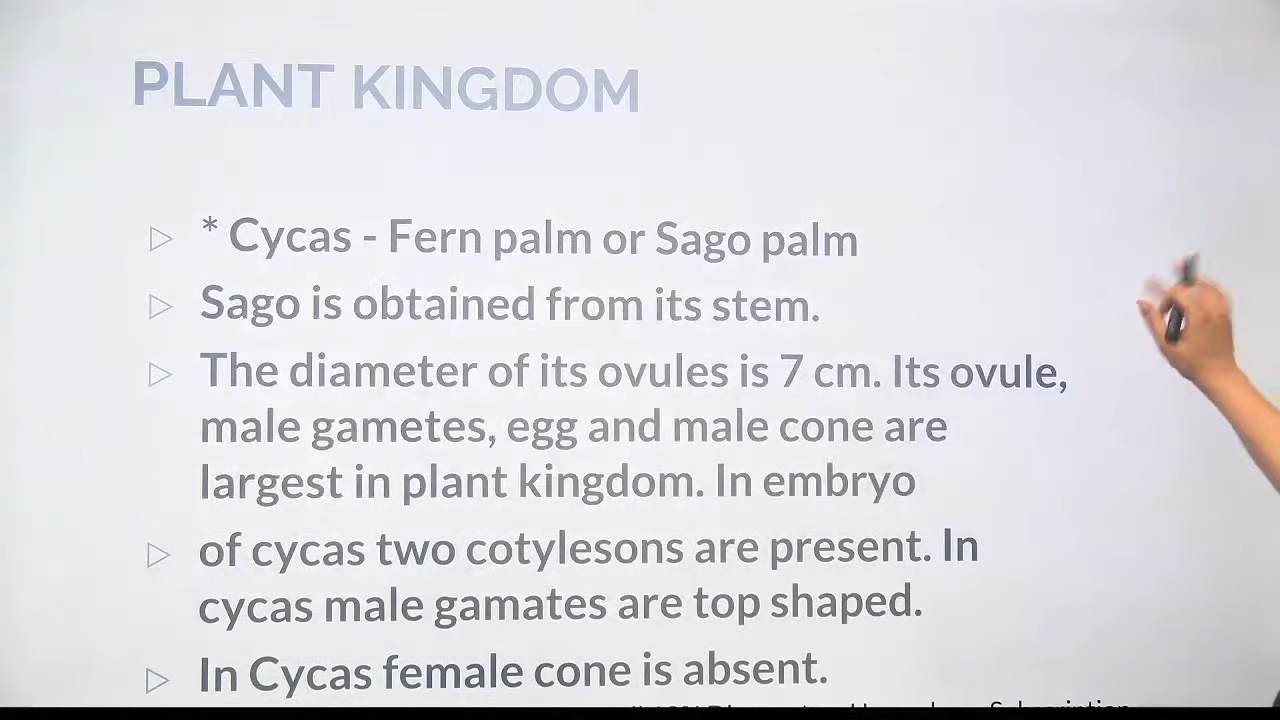 PLANT KINGDOM
* Cycas - Fern palm or Sago palm
Sago is obtained from its stem.
The diameter of its ovules is 7 cm. Its ovule,
male gametes, egg and male cone are
largest in plant kingdom. In embryo
of cycas two cotylesons are present. In
cycas male gamates are top shaped.
In Cycas female cone is absent.
Subscription